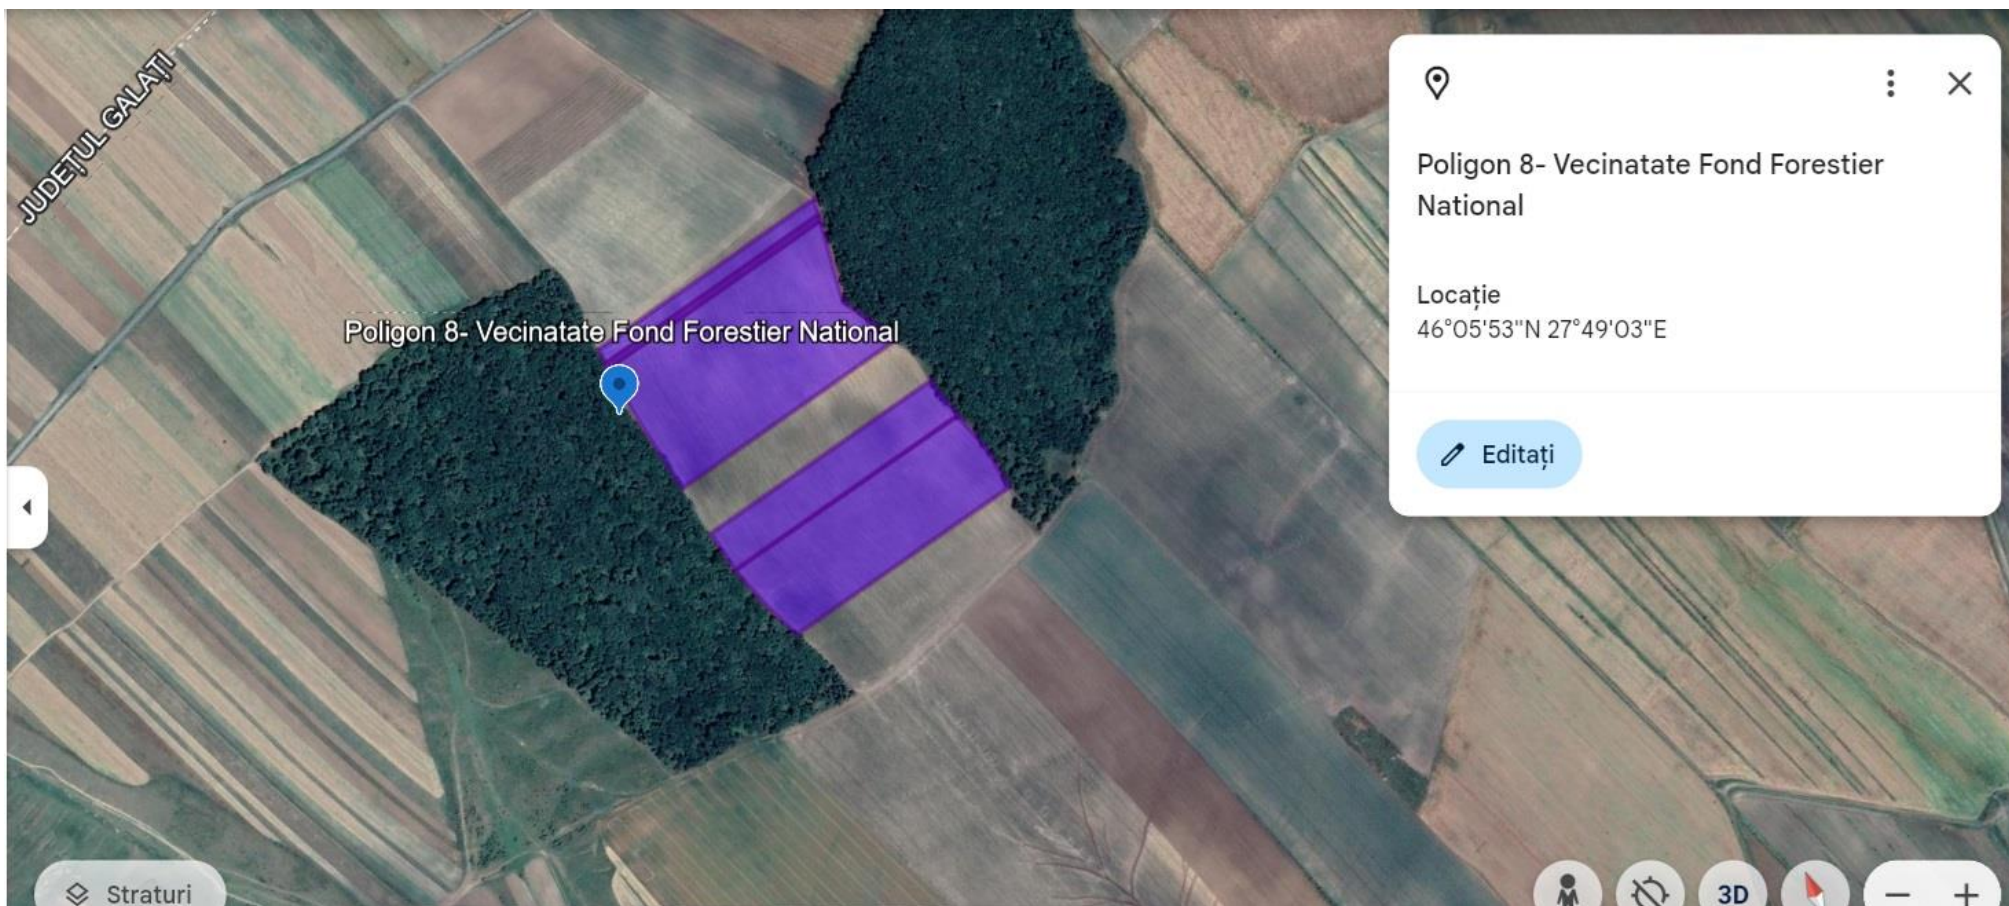 JUDEȚUL GALAȚI
Poligon 8- Vecinatate Fond Forestier National
Poligon 8- Vecinatate Fond Forestier
National
Locație
46°05'53"N 27°49'03"E
Editați
Straturi
3D